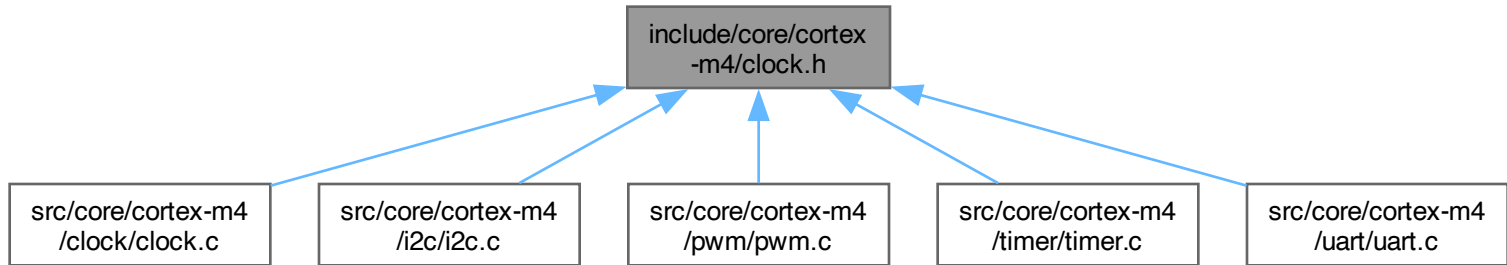 include/core/cortex
-m4/clock.h
src/core/cortex-m4
/clock/clock.c
src/core/cortex-m4
/i2c/i2c.c
src/core/cortex-m4
/pwm/pwm.c
src/core/cortex-m4
/timer/timer.c
src/core/cortex-m4
/uart/uart.c